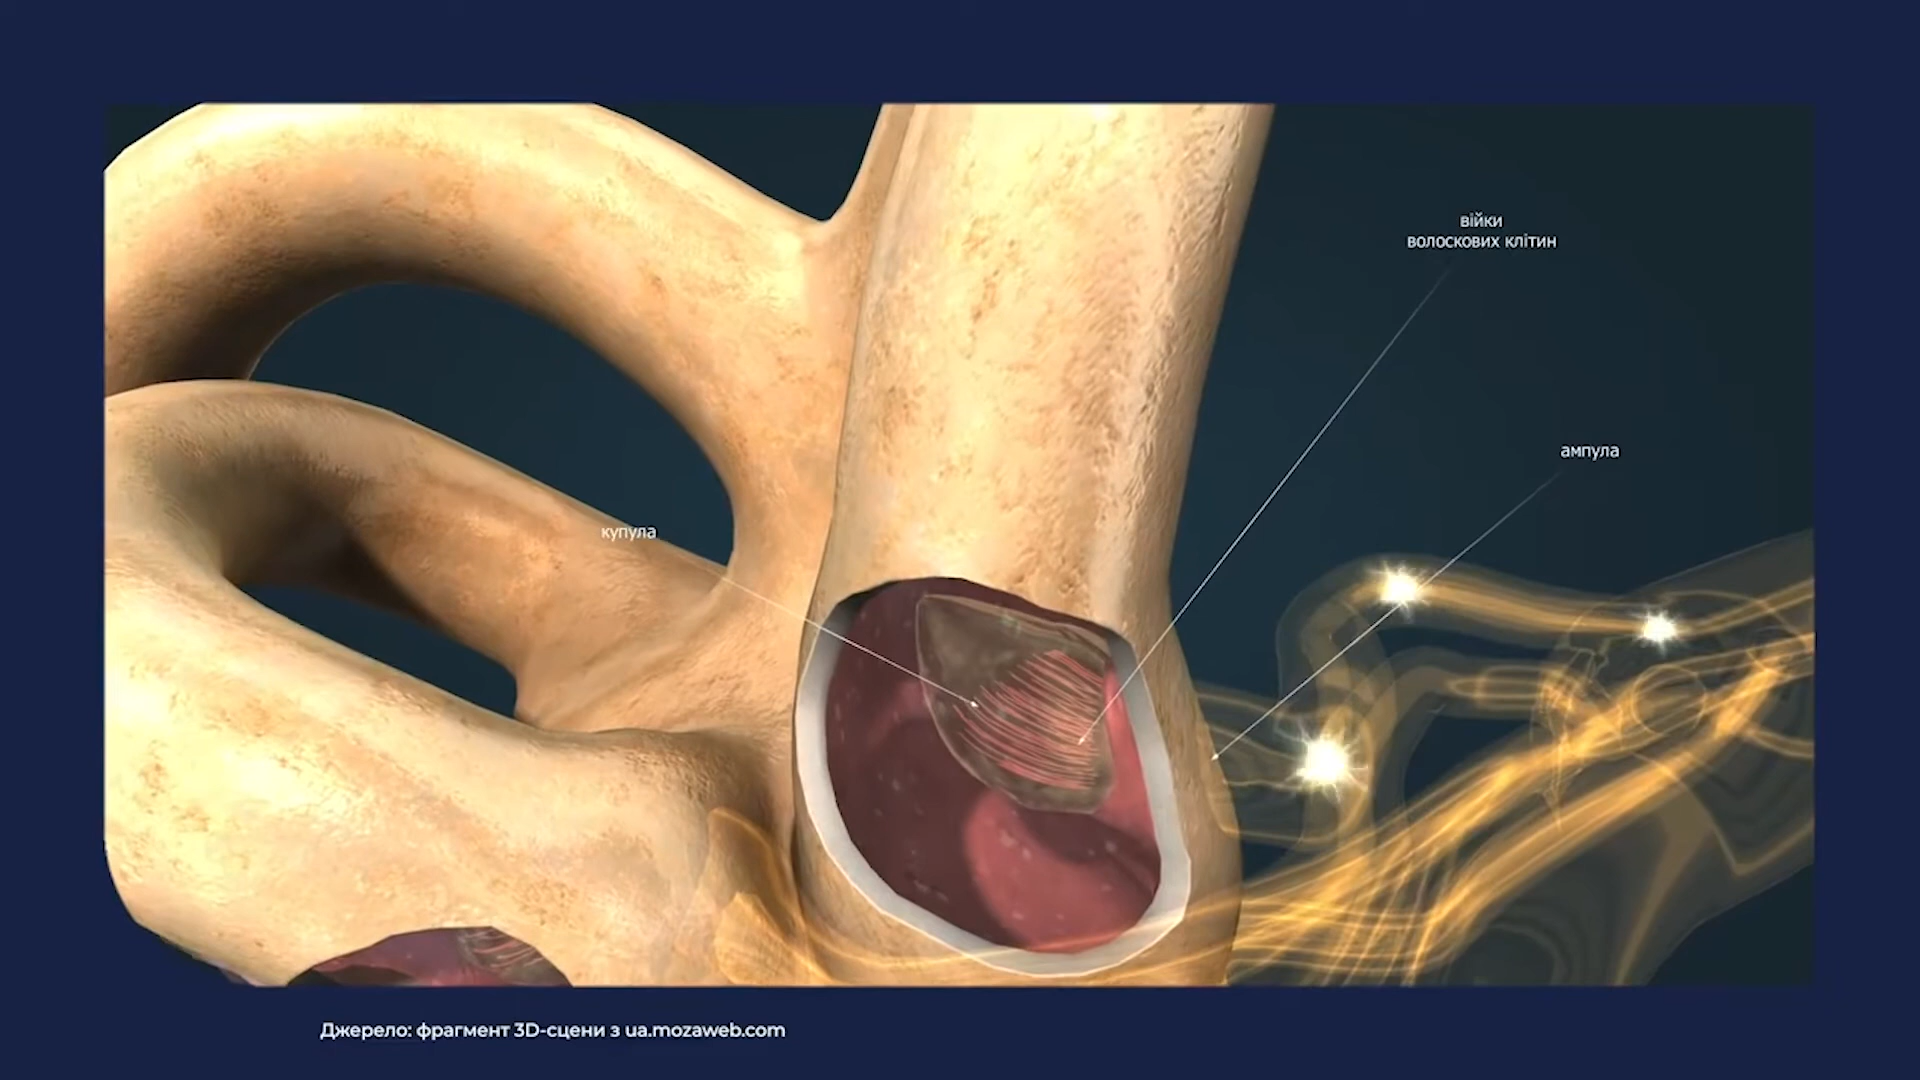 війки
волоскових клітин
ампула
купула
Джерело: фрагмент 3D-сцени з ua.mozaweb.com